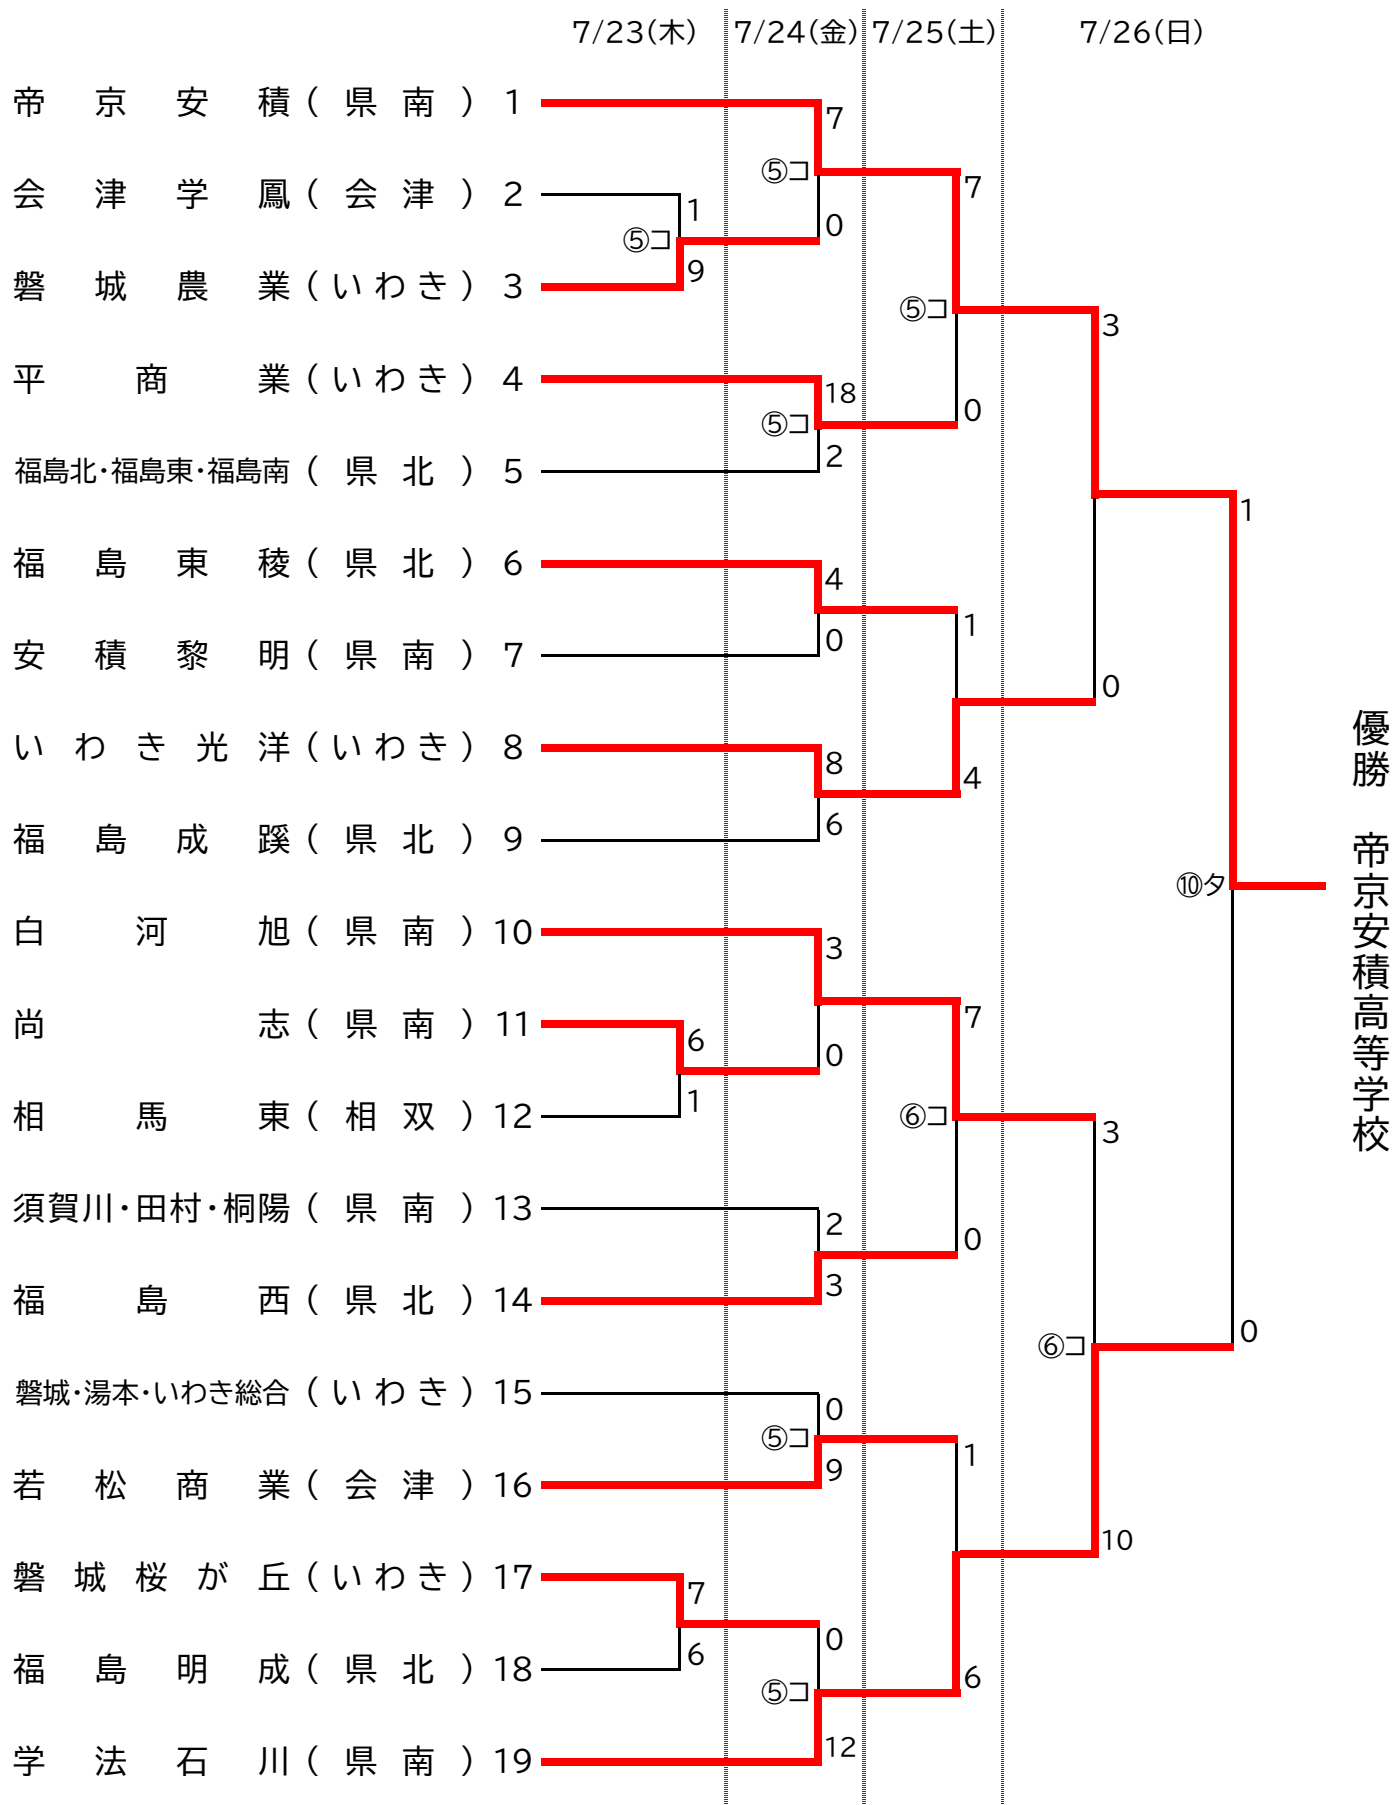 7/23(木) 7/24(金) 7/25(土) 7/26(日)
帝京安積(県南) 1
7
⑤コ
7
会津学鳳(会津) 2
1
⑤コ
0
磐城農業(いわき) 3
9
⑤コ
3
平商業(いわき) 4
18
⑤コ
0
福島北・福島東・福島南(県北) 5
2
1
福島東稜(県北) 6
4
1
安積黎明(県南) 7
0
0
いわき光洋(いわき) 8
8
4
福島成蹊(県北) 9
6
⑩タ
白河旭(県南) 10
3
7
尚志(県南) 11
6
0
相馬東(相双) 12
1
⑥コ
3
須賀川・田村・桐陽(県南) 13
2
0
福島西(県北) 14
3
⑥コ
0
磐城・湯本・いわき総合(いわき) 15
0
⑤コ
1
若松商業(会津) 16
9
10
磐城桜が丘(いわき) 17
7
0
福島明成(県北) 18
6
⑤コ
6
学法石川(県南) 19
12
優勝 帝京安積高等学校